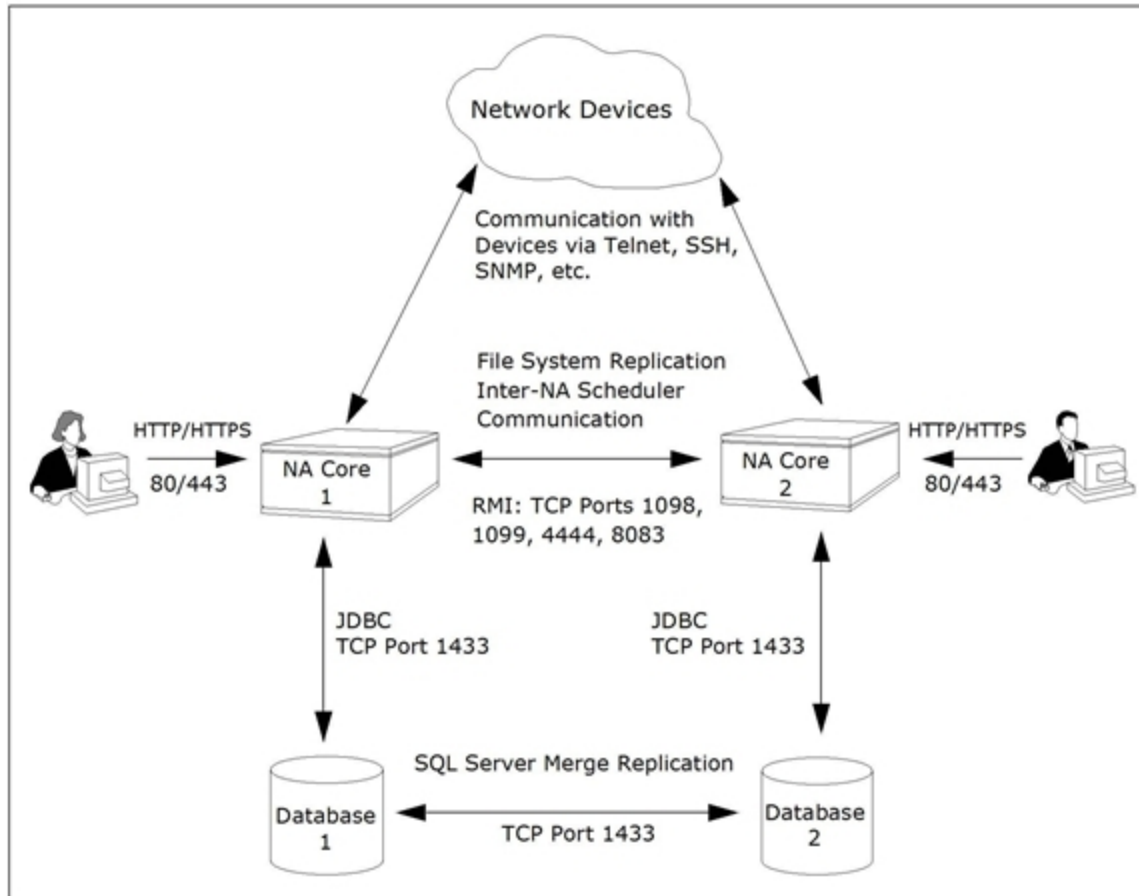 Network Devices
Communication with
Devices via Telnet, SSH,
SNMP, etc.
File System Replication
Inter-NA Scheduler
Communication
HTTP/HTTPS
80/443
NA Core
1
NA Core
2
HTTP/HTTPS
80/443
RMI: TCP Ports 1098,
1099, 4444, 8083
JDBC
TCP Port 1433
JDBC
TCP Port 1433
SQL Server Merge Replication
Database
1
TCP Port 1433
Database
2